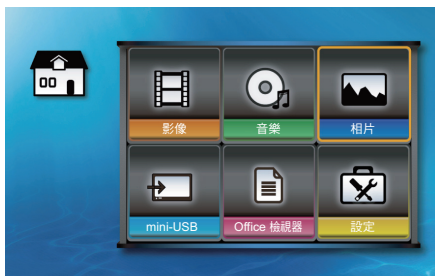 影像
音樂
相片
mini-USB
Office 檢視器
設定